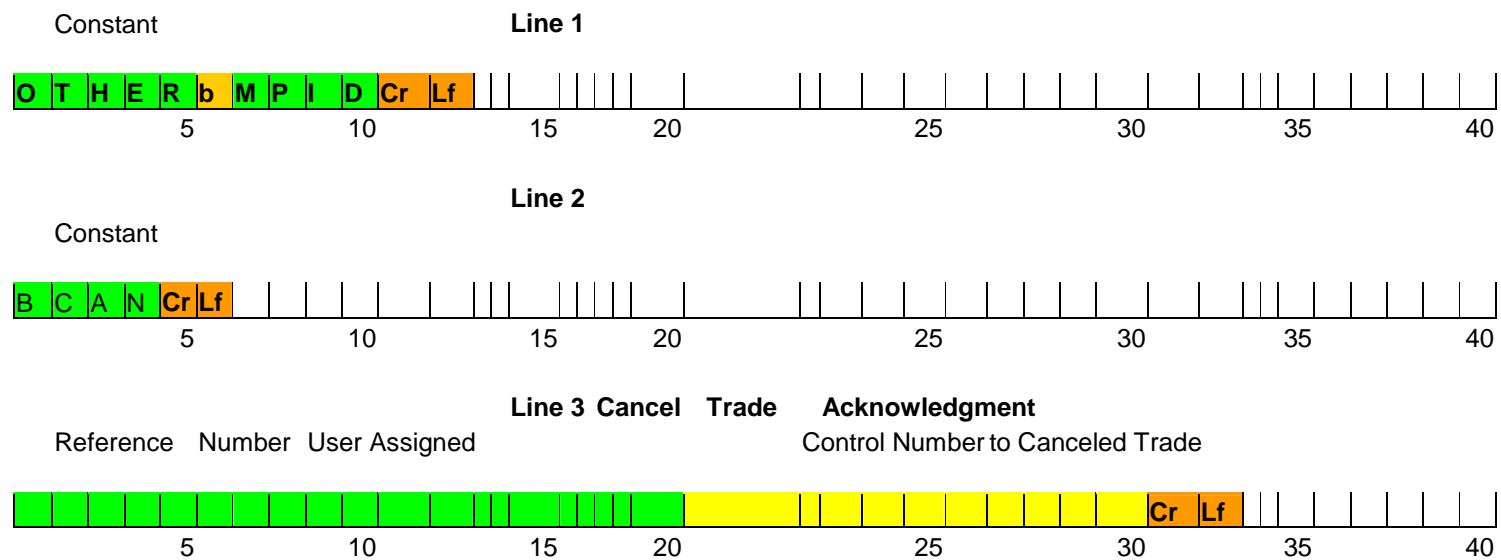 Constant Line 1
O T H E R b M P I D Cr Lf
5 10 15 20 25 30 35 40
Line 2
Constant
B C A N Cr Lf
5 10 15 20 25 30 35 40
Line 3 Cancel Trade Acknowledgment
Reference Number User Assigned Control Number to Canceled Trade
Cr Lf
5 10 15 20 25 30 35 40